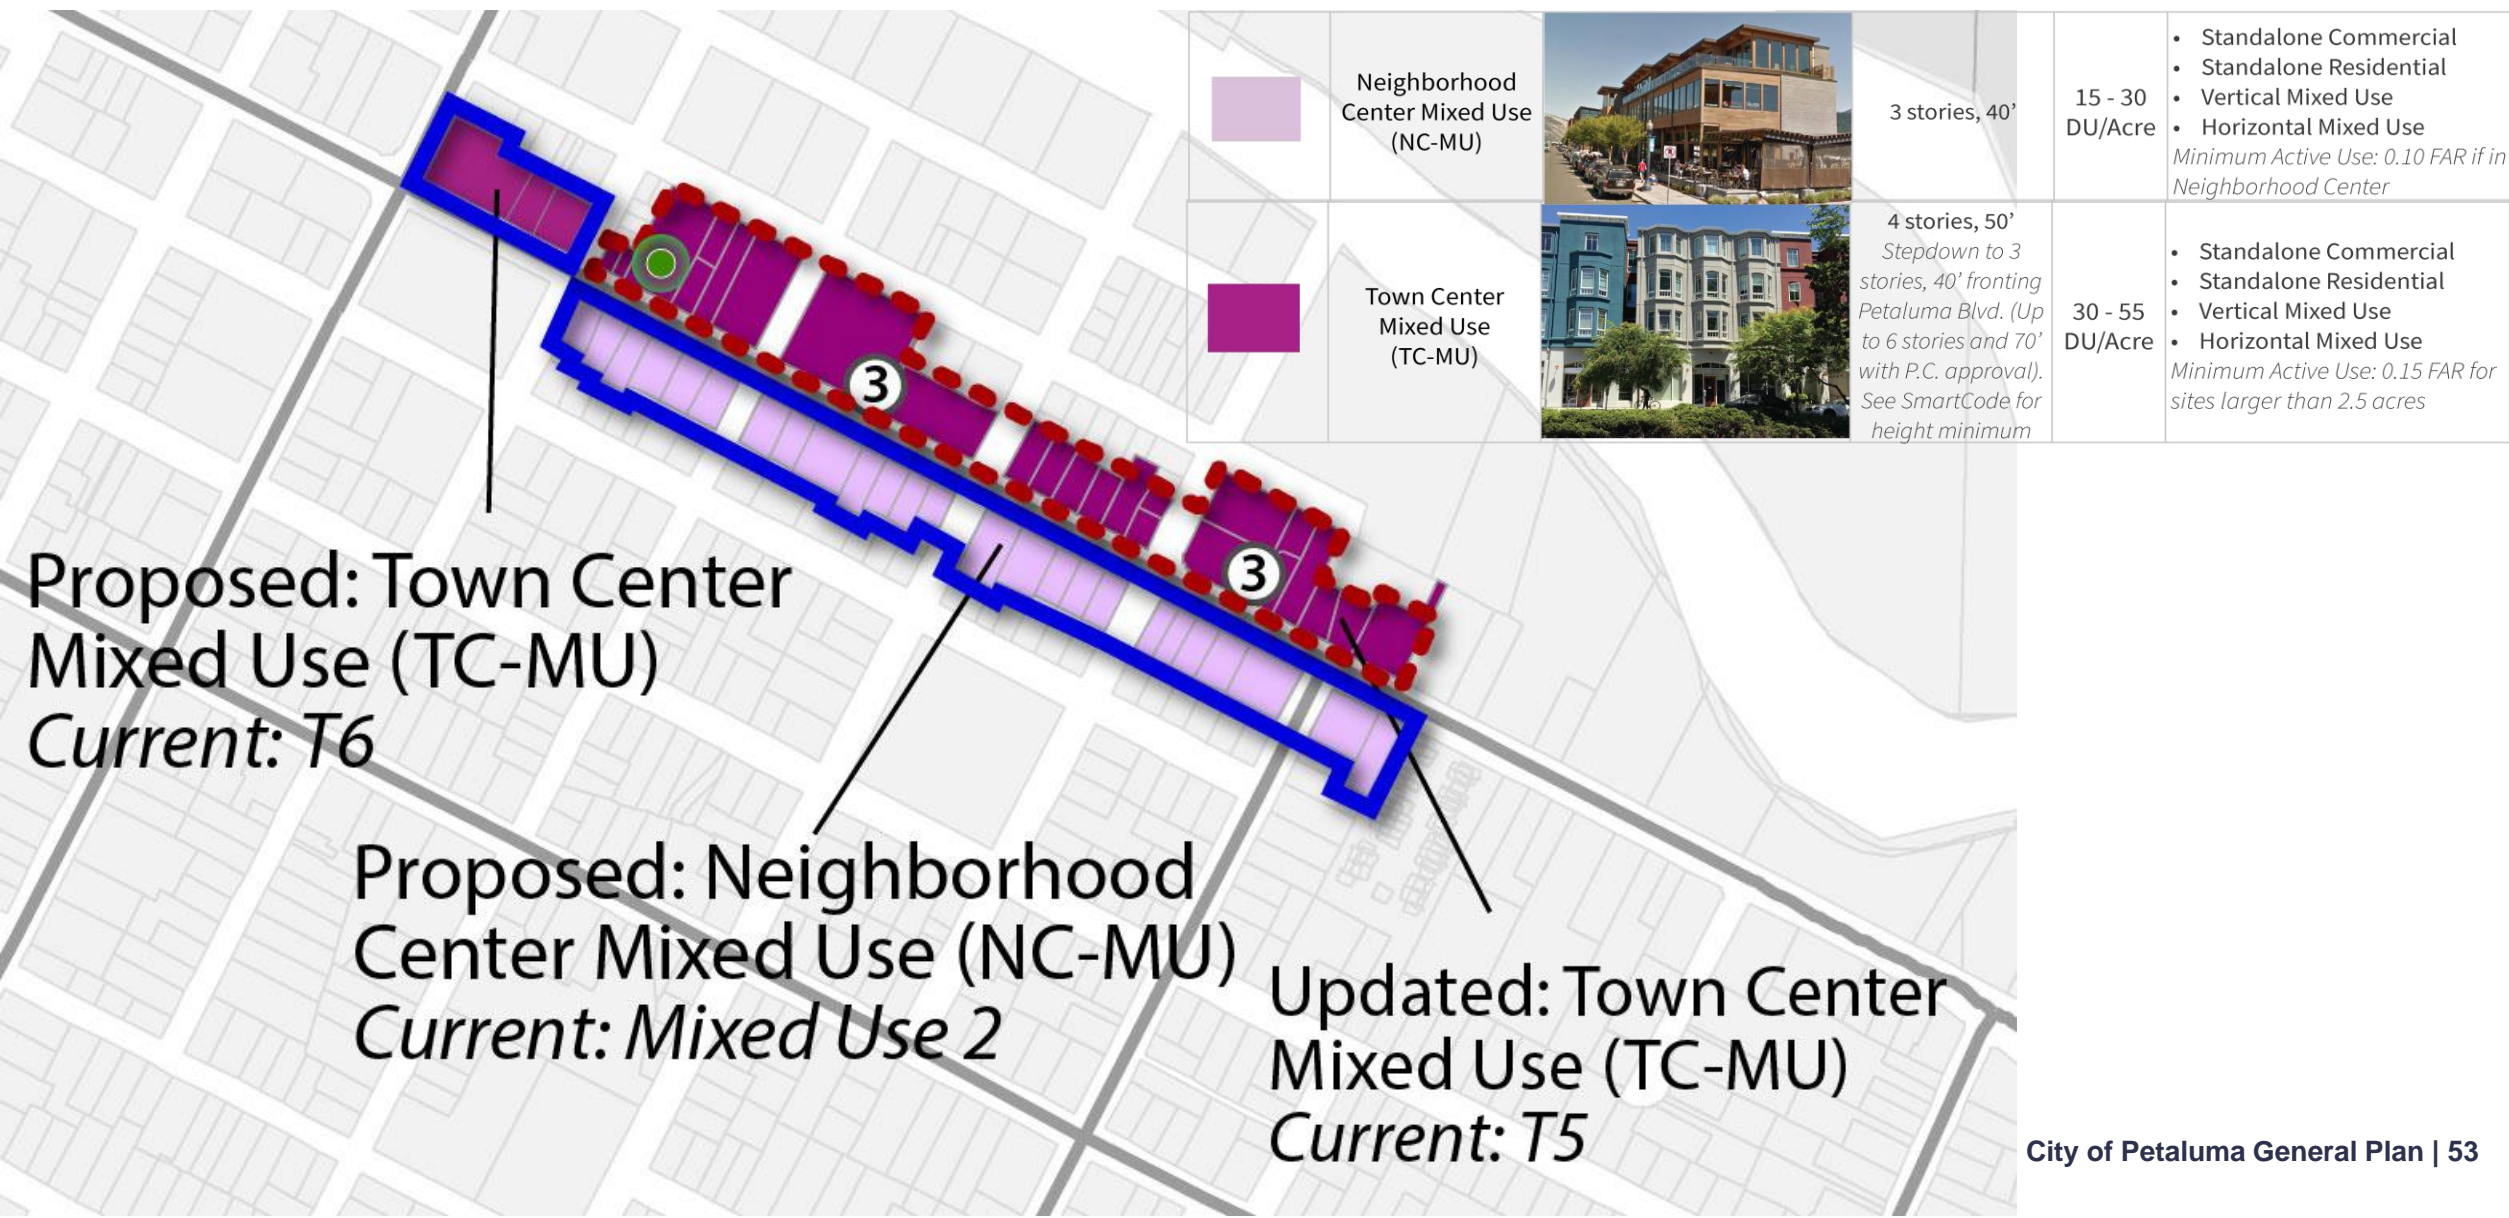 Neighborhood
Center Mixed Use
(NC-MU)
3 stories, 40’
15 - 30
DU/Acre
• Standalone Commercial
• Standalone Residential
• Vertical Mixed Use
• Horizontal Mixed Use
Minimum Active Use: 0.10 FAR if in
Neighborhood Center
Town Center
Mixed Use
(TC-MU)
4 stories, 50’
Stepdown to 3
stories, 40’ fronting
Petaluma Blvd. (Up
to 6 stories and 70’
with P.C. approval).
See SmartCode for
height minimum
30 - 55
DU/Acre
• Standalone Commercial
• Standalone Residential
• Vertical Mixed Use
• Horizontal Mixed Use
Minimum Active Use: 0.15 FAR for
sites larger than 2.5 acres
3
3
Proposed: Town Center
Mixed Use (TC-MU)
Current: T6
Proposed: Neighborhood
Center Mixed Use (NC-MU)
Current: Mixed Use 2
Updated: Town Center
Mixed Use (TC-MU)
Current: T5
City of Petaluma General Plan | 53